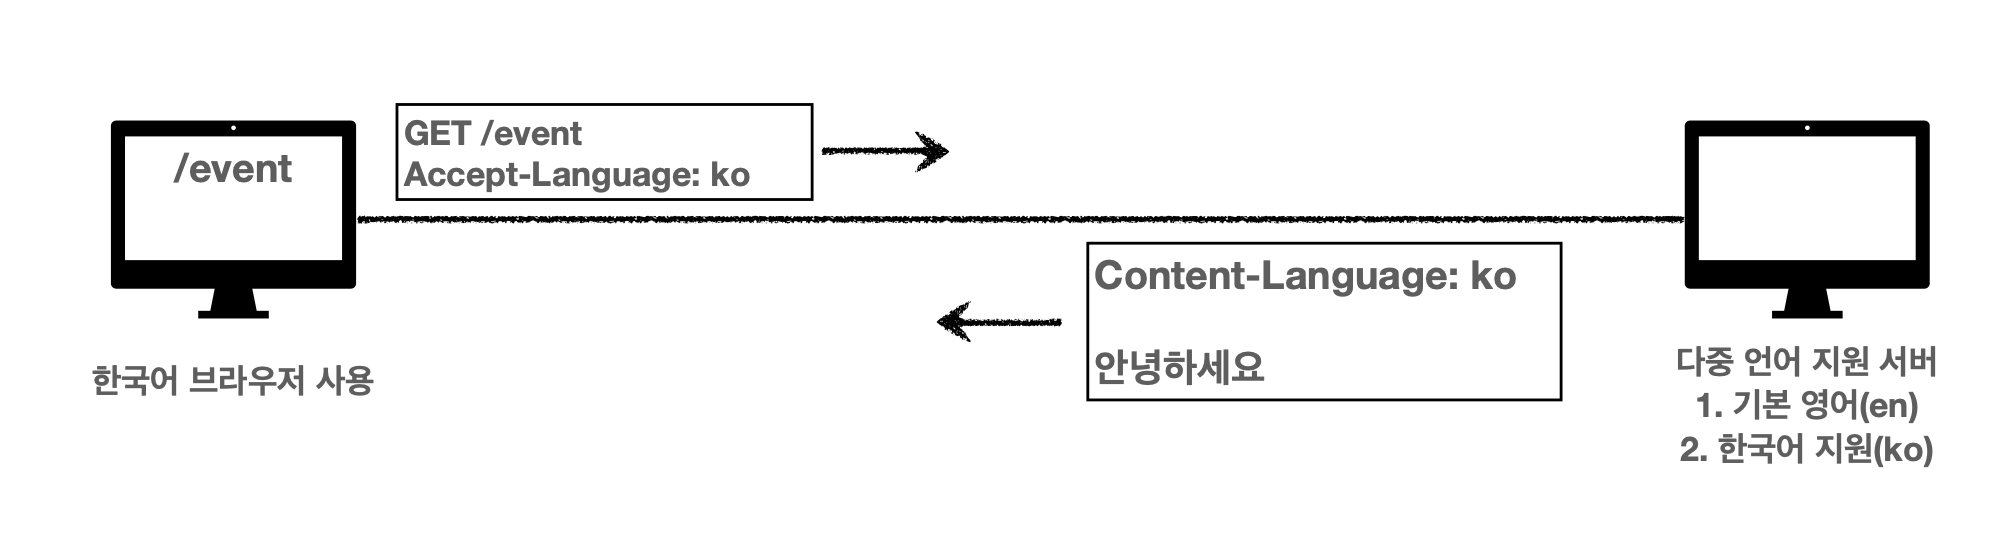 /event
GET /event
Accept-Language: ko
Content-Language: ko
안녕하세요
한국어 브라우저 사용
다중 언어 지원 서버
1. 기본 영어(en)
2. 한국어 지원(ko)